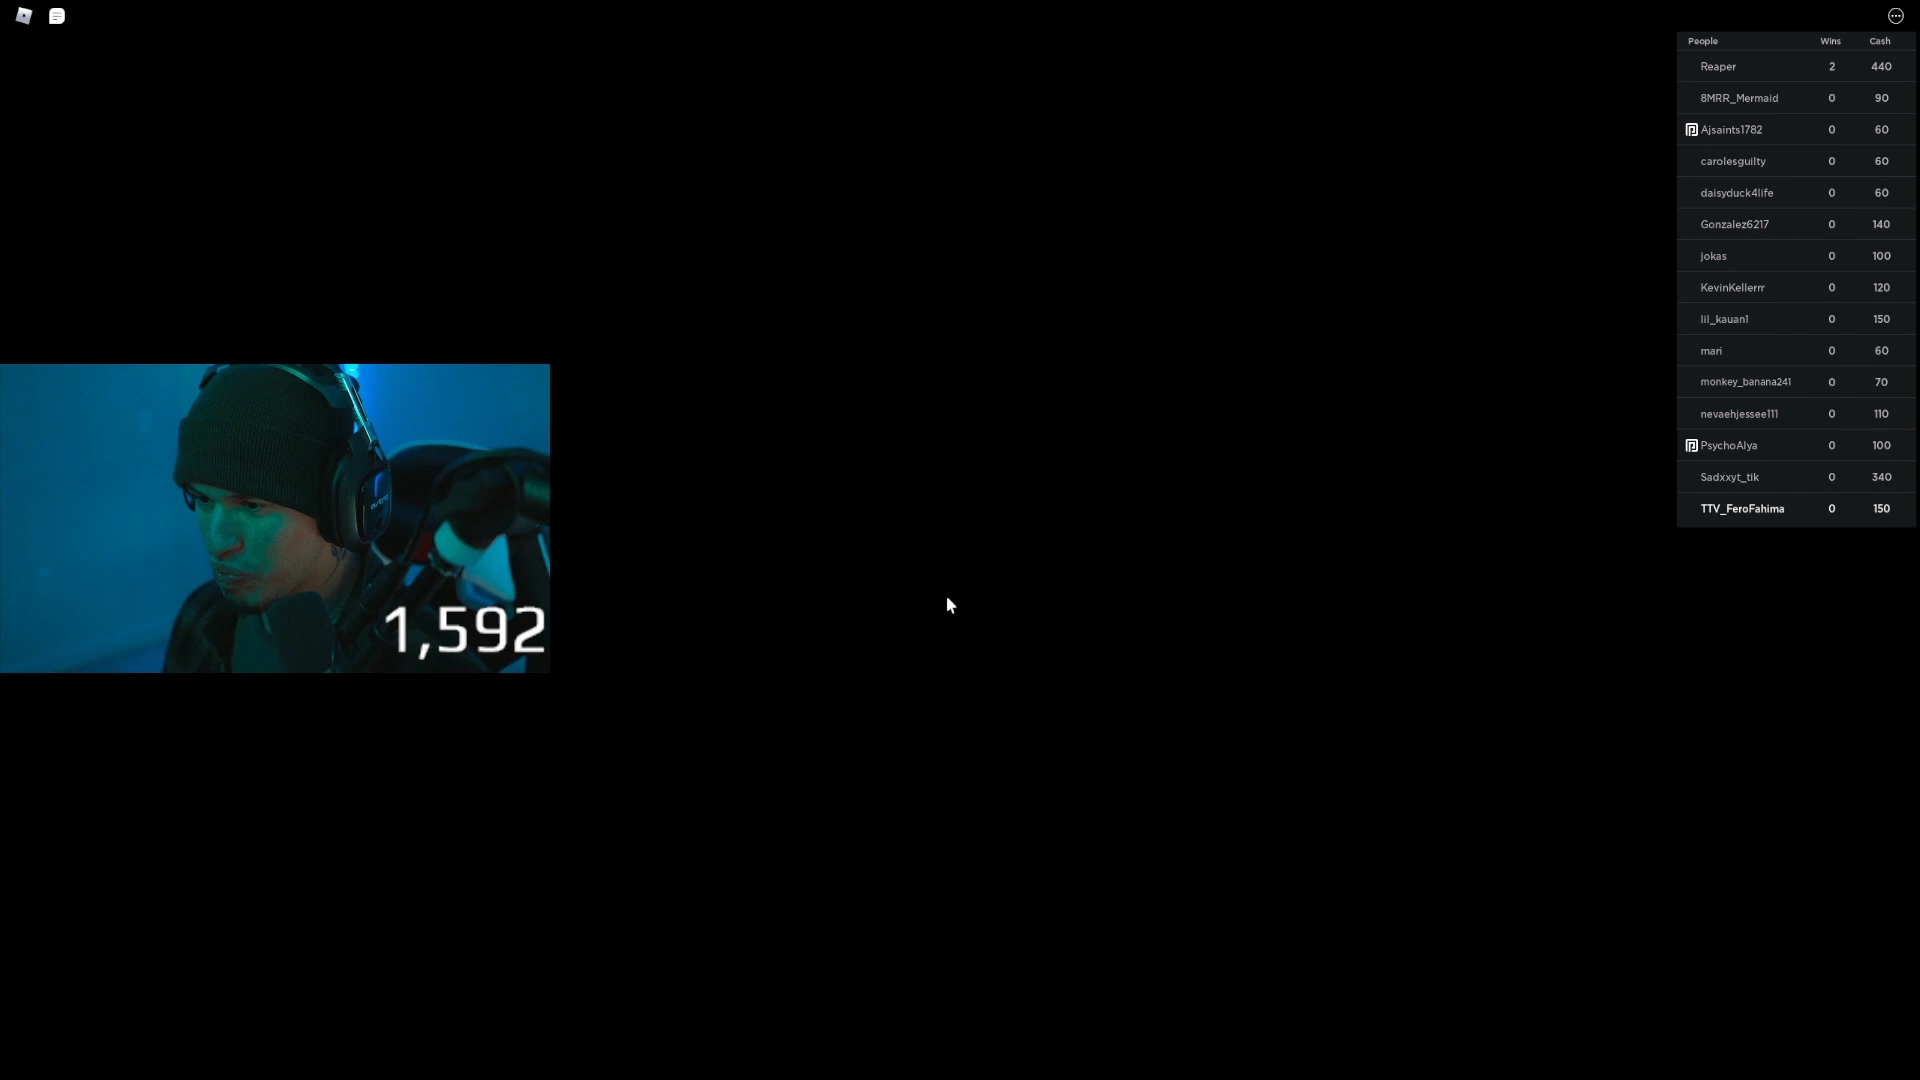 People Wins Cash
Reaper 2 440
8MRR_Mermaid 0 90
Ajsaints1782 0 60
carolesguilty 0 60
daisyduck4life 0 60
Gonzalez6217 0 140
jokas 0 100
KevinKellerrr 0 120
lil_kauan1 0 150
mari 0 60
monkey_banana241 0 70
nevaehjessee111 0 110
PsychoAlya 0 100
Sadxxyt_tik 0 340
TTV_FeroFahima 0 150
1,592